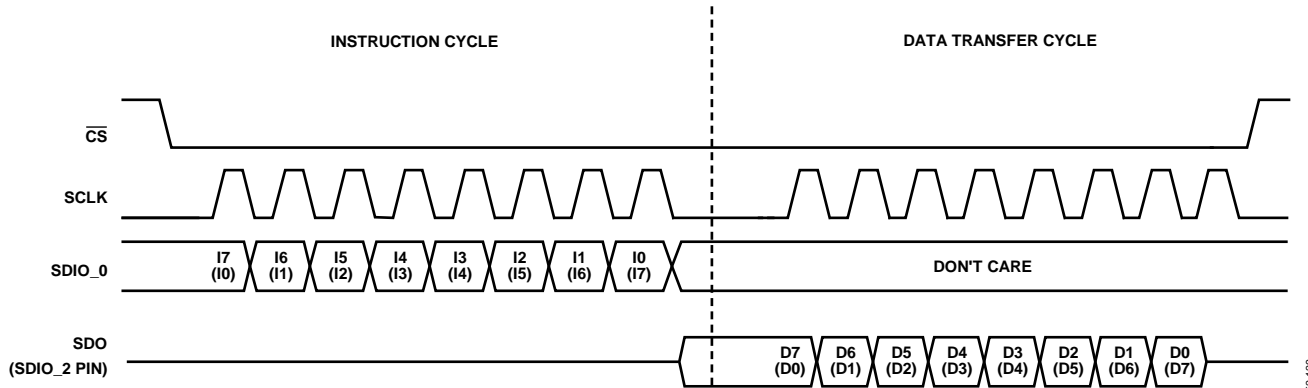 INSTRUCTION CYCLE
DATA TRANSFER CYCLE
CS
SCLK
SDIO_0
I7 I6 I5 I4 I3 I2 I1 I0
(I0) (I1) (I2) (I3) (I4) (I5) (I6) (I7)
DON'T CARE
SDO
(SDIO_2 PIN)
D7 D6 D5 D4 D3 D2 D1 D0
(D0) (D1) (D2) (D3) (D4) (D5) (D6) (D7)